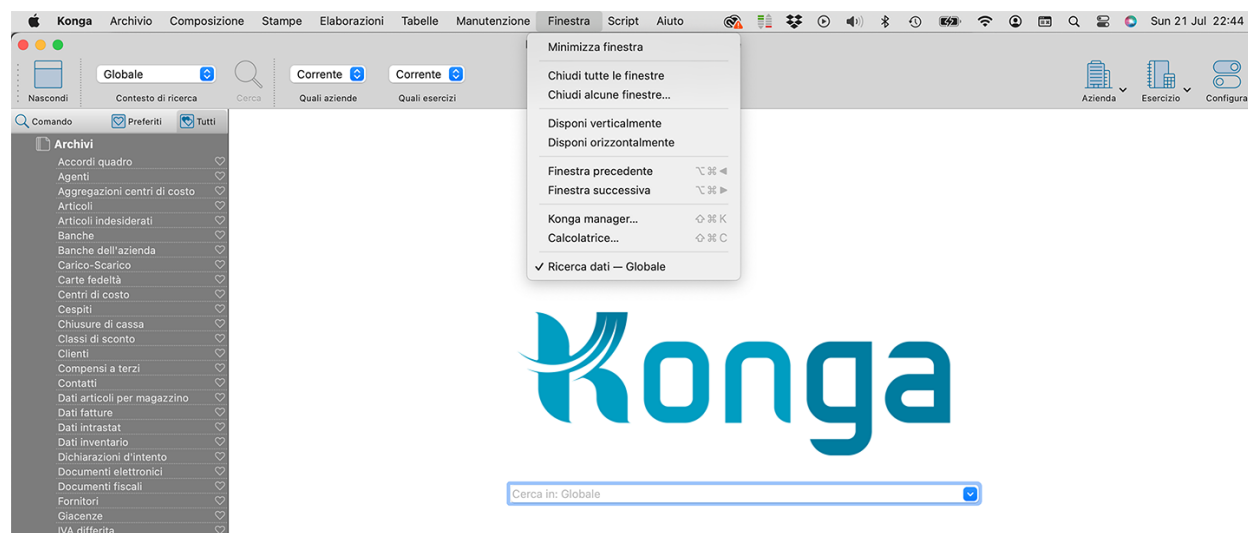 Konga Archivio Composizione Stampe Elaborazioni Tabelle Manutenzione Finestra Script Aiuto Sun 21 Jul 22:44
Globale
Corrente
Corrente
Nascondi
Contesto di ricerca
Cerca
Quali aziende
Quali esercizi
Azienda
Esercizio
Configura
Comando
Preferiti
Tutti
Archivi
Accordi quadro
Agenti
Aggregazioni centri di costo
Articoli
Articoli indesiderati
Banche
Banche dell'azienda
Carico-Scarico
Carte fedeltà
Centri di costo
Cespiti
Chiusure di cassa
Classi di sconto
Clienti
Compensi a terzi
Contatti
Dati articoli per magazzino
Dati fatture
Dati intrastat
Dati inventario
Dichiarazioni d'intento
Documenti elettronici
Documenti fiscali
Fornitori
Giacenze
IVA differita
Minimizza finestra
Chiudi tutte le finestre
Chiudi alcune finestre...
Disponi verticalmente
Disponi orizzontalmente
Finestra precedente ⌥⌘◀
Finestra successiva ⌥⌘▶
Konga manager... ⇧⌘K
Calcolatrice... ⇧⌘C
✓ Ricerca dati — Globale
Konga
Cerca in: Globale